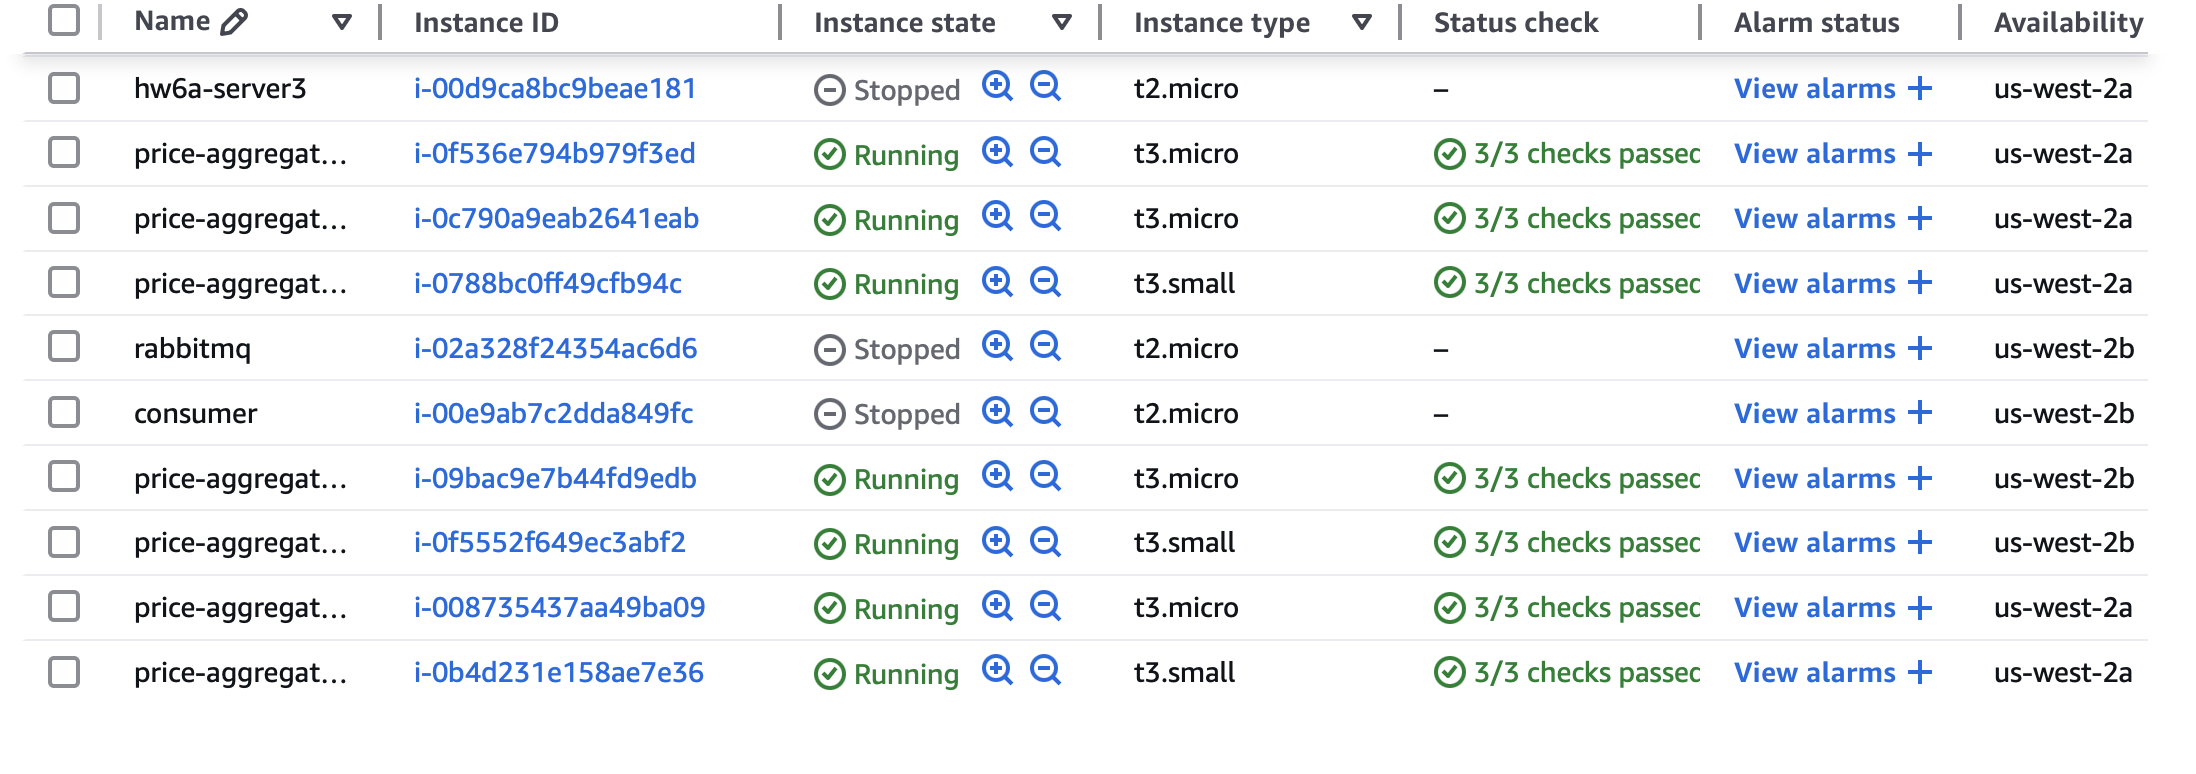 Name Instance ID Instance state Instance type Status check Alarm status Availability
hw6a-server3 i-00d9ca8bc9beae181 Stopped t2.micro – View alarms + us-west-2a
price-aggregat… i-0f536e794b979f3ed Running t3.micro 3/3 checks passed View alarms + us-west-2a
price-aggregat… i-0c790a9eab2641eab Running t3.micro 3/3 checks passed View alarms + us-west-2a
price-aggregat… i-0788bc0ff49cfb94c Running t3.small 3/3 checks passed View alarms + us-west-2a
rabbitmq i-02a328f24354ac6d6 Stopped t2.micro – View alarms + us-west-2b
consumer i-00e9ab7c2dda849fc Stopped t2.micro – View alarms + us-west-2b
price-aggregat… i-09bac9e7b44fd9edb Running t3.micro 3/3 checks passed View alarms + us-west-2b
price-aggregat… i-0f5552f649ec3abf2 Running t3.small 3/3 checks passed View alarms + us-west-2b
price-aggregat… i-008735437aa49ba09 Running t3.micro 3/3 checks passed View alarms + us-west-2a
price-aggregat… i-0b4d231e158ae7e36 Running t3.small 3/3 checks passed View alarms + us-west-2a